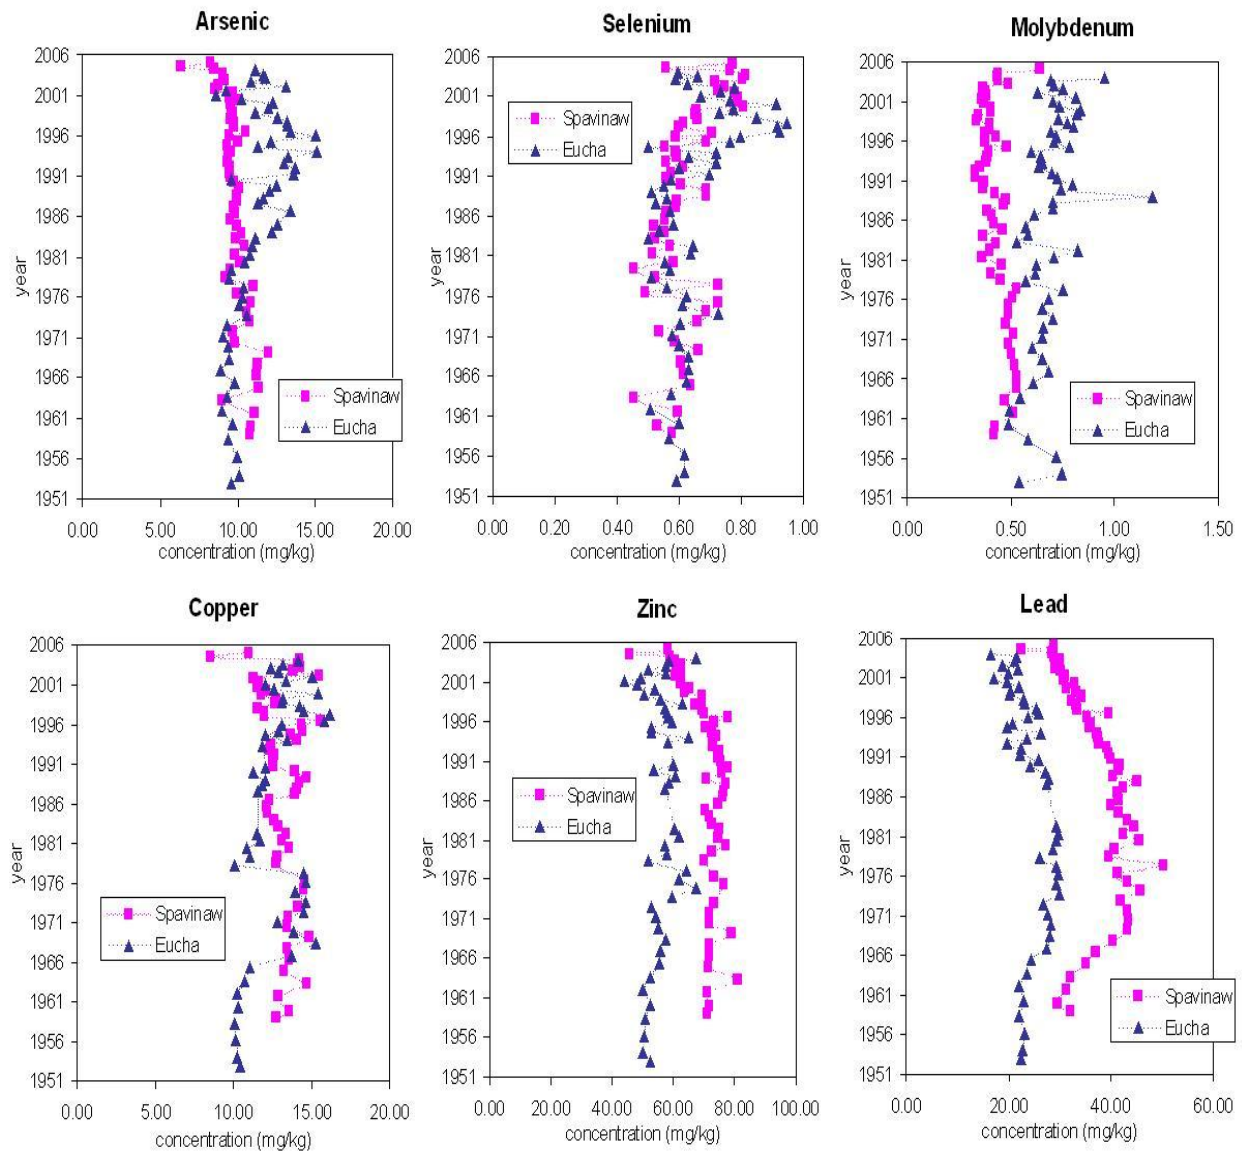 Arsenic
2006
2001
1996
1991
1986
1981
1976
1971
1966
1961
1956
1951
year
0.00 5.00 10.00 15.00 20.00
concentration (mg/kg)
Spavinaw
Eucha
Selenium
2006
2001
1996
1991
1986
1981
1976
1971
1966
1961
1956
1951
year
0.00 0.20 0.40 0.60 0.80 1.00
concentration (mg/kg)
Spavinaw
Eucha
Molybdenum
2006
2001
1996
1991
1986
1981
1976
1971
1966
1961
1956
1951
year
0.00 0.50 1.00 1.50
concentration (mg/kg)
Spavinaw
Eucha
Copper
2006
2001
1996
1991
1986
1981
1976
1971
1966
1961
1956
1951
year
0.00 5.00 10.00 15.00 20.00
concentration (mg/kg)
Spavinaw
Eucha
Zinc
2006
2001
1996
1991
1986
1981
1976
1971
1966
1961
1956
1951
year
0.00 20.00 40.00 60.00 80.00 100.00
concentration (mg/kg)
Spavinaw
Eucha
Lead
2006
2001
1996
1991
1986
1981
1976
1971
1966
1961
1956
1951
year
0.00 20.00 40.00 60.00
concentration (mg/kg)
Spavinaw
Eucha